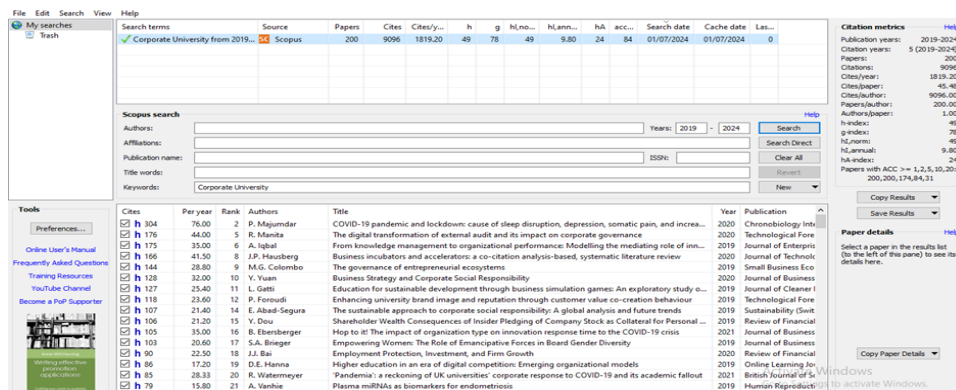 File Edit Search View Help
My searches
Trash
Search terms Source Papers Cites Cites/y... h g hI,no... hI,ann... hA acc... Search date Cache date Las...
Corporate University from 2019... SC Scopus 200 9096 1819.20 49 78 49 9.80 24 84 01/07/2024 01/07/2024 0
Scopus search Help
Authors: Years: 2019 - 2024 Search
Affiliations: Search Direct
Publication name: ISSN: Clear All
Title words: Revert
Keywords: Corporate University New
Cites Per year Rank Authors Title Year Publication
h 304 76.00 2 P. Majumdar COVID-19 pandemic and lockdown: cause of sleep disruption, depression, somatic pain, and increa... 2020 Chronobiology Inte
h 176 44.00 5 R. Manita The digital transformation of external audit and its impact on corporate governance 2020 Technological Fore
h 175 35.00 6 A. Iqbal From knowledge management to organizational performance: Modelling the mediating role of inn... 2019 Journal of Enterpris
h 166 41.50 8 J.P. Hausberg Business incubators and accelerators: a co-citation analysis-based, systematic literature review 2020 Journal of Technolo
h 144 28.80 9 M.G. Colombo The governance of entrepreneurial ecosystems 2019 Small Business Eco
h 128 32.00 10 Y. Yuan Business Strategy and Corporate Social Responsibility 2020 Journal of Business
h 127 25.40 11 L. Gatti Education for sustainable development through business simulation games: An exploratory study o... 2019 Journal of Cleaner I
h 118 23.60 12 P. Foroudi Enhancing university brand image and reputation through customer value co-creation behaviour 2019 Technological Fore
h 107 21.40 14 E. Abad-Segura The sustainable approach to corporate social responsibility: A global analysis and future trends 2019 Sustainability (Swit
h 106 21.20 15 Y. Dou Shareholder Wealth Consequences of Insider Pledging of Company Stock as Collateral for Personal ... 2019 Review of Financial
h 105 35.00 16 B. Ebersberger Hop to it! The impact of organization type on innovation response time to the COVID-19 crisis 2021 Journal of Business
h 103 20.60 17 S.A. Brieger Empowering Women: The Role of Emancipative Forces in Board Gender Diversity 2019 Journal of Business
h 90 22.50 18 J.J. Bai Employment Protection, Investment, and Firm Growth 2020 Review of Financial
h 86 17.20 19 D.E. Hanna Higher education in an era of digital competition: Emerging organizational models 2019 Online Learning Jo
h 85 28.33 20 R. Watermeyer 'Pandemia': a reckoning of UK universities' corporate response to COVID-19 and its academic fallout 2021 British Journal of S
h 79 15.80 21 A. Vanhie Plasma miRNAs as biomarkers for endometriosis 2019 Human Reproduct
Tools
Preferences...
Online User's Manual
Frequently Asked Questions
Training Resources
YouTube Channel
Become a PoP Supporter
Writing effective
promotion
applications
Citation metrics Help
Publication years: 2019-2024
Citation years: 5 (2019-2024)
Papers: 200
Citations: 9096
Cites/year: 1819.20
Cites/paper: 45.48
Cites/author: 9096.00
Papers/author: 200.00
Authors/paper: 1.00
h-index: 49
g-index: 78
hI,norm: 49
hI,annual: 9.80
hA-index: 24
Papers with ACC >= 1,2,5,10,20:
200,200,174,84,31
Copy Results
Save Results
Paper details Help
Select a paper in the results list
(to the left of this pane) to see its
details here.
Copy Paper Details
Windows
Settings to activate Windows.